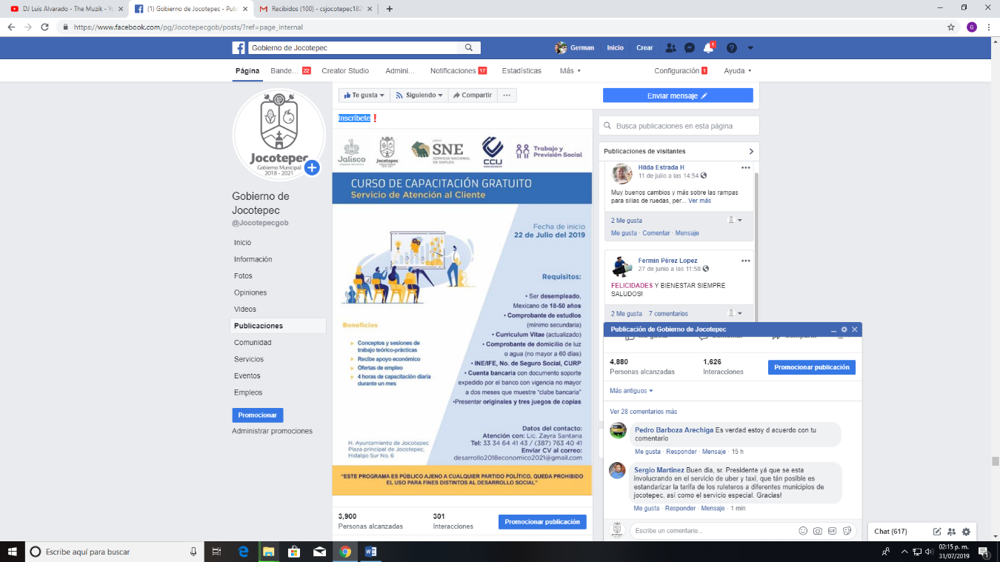 DJ Luis Alvarado - The Muzik - Yo
(1) Gobierno de Jocotepec - Publ
Recibidos (100) - csjocotepec182
https://www.facebook.com/pg/Jocotepecgob/posts/?ref=page_internal
G
Gobierno de Jocotepec
German
Inicio
Crear
1
Página
Bande... 22
Creator Studio
Admini...
Notificaciones 17
Estadísticas
Más
Configuración 1
Ayuda
Jocotepec
Gobierno Municipal
2018 - 2021
Gobierno de
Jocotepec
@Jocotepecgob
Inicio
Información
Fotos
Opiniones
Videos
Publicaciones
Comunidad
Servicios
Eventos
Empleos
Promocionar
Administrar promociones
Te gusta
Siguiendo
Compartir
Enviar mensaje
Inscríbete❗
Jalisco
Jocotepec
SNE
SERVICIO NACIONAL
DE EMPLEO
CCIJ
Trabajo y
Previsión Social
CURSO DE CAPACITACIÓN GRATUITO
Servicio de Atención al Cliente
Fecha de inicio
22 de Julio del 2019
Requisitos:
• Ser desempleado,
Mexicano de 18-50 años
• Comprobante de estudios
(mínimo secundaria)
• Curriculum Vitae (actualizado)
• Comprobante de domicilio de luz
o agua (no mayor a 60 días)
• INE/IFE, No. de Seguro Social, CURP
• Cuenta bancaria con documento soporte
expedido por el banco con vigencia no mayor
a dos meses que muestre "clabe bancaria"
•Presentar originales y tres juegos de copias
Beneficios
Conceptos y sesiones de
trabajo teórico-prácticas
Recibe apoyo económico
Ofertas de empleo
4 horas de capacitación diaria
durante un mes
Datos del contacto:
Atención con: Lic. Zayra Santana
Tel: 33 34 64 41 43 / (387) 763 40 41
Enviar CV al correo:
desarrollo2018economico2021@gmail.com
H. Ayuntamiento de Jocotepec
Plaza principal de Jocotepec,
Hidalgo Sur No. 6
"ESTE PROGRAMA ES PÚBLICO AJENO A CUALQUIER PARTIDO POLÍTICO, QUEDA PROHIBIDO
EL USO PARA FINES DISTINTOS AL DESARROLLO SOCIAL"
3,900
Personas alcanzadas
301
Interacciones
Promocionar publicación
Busca publicaciones en esta página
Publicaciones de visitantes
Hilda Estrada H
11 de julio a las 14:54
Muy buenos cambios y más sobre las rampas
para sillas de ruedas, per... Ver más
2 Me gusta
Me gusta · Comentar · Mensaje
Fermin Pérez Lopez
27 de junio a las 11:58
FELICIDADES Y BIENESTAR SIEMPRE
SALUDOS!
2 Me gusta 7 comentarios
Publicación de Gobierno de Jocotepec
4,880
Personas alcanzadas
1,626
Interacciones
Promocionar publicación
Más antiguos
Ver 28 comentarios más
Pedro Barboza Arechiga Es verdad estoy d acuerdo con tu
comentario
Me gusta · Responder · Mensaje · 15 h
Sergio Martinez Buen dia, sr. Presidente yá que se esta
involucrando en el servicio de uber y taxi, que tán posible es
estandarizar la tarifa de los ruleteros a diferentes municipios de
jocotepec, así como el servicio especial. Gracias!
Me gusta · Responder · Mensaje · 1 min
Escribe un comentario...
GIF
Chat (617)
Escribe aquí para buscar
02:15 p. m.
31/07/2019
1